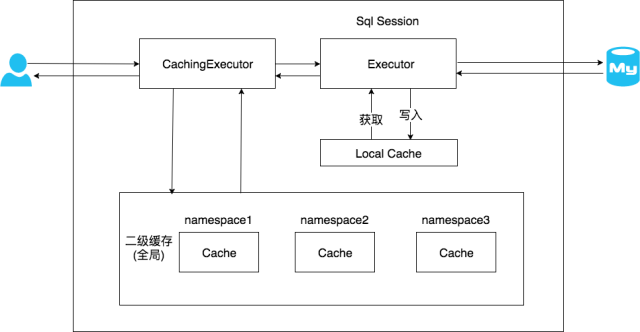 Sql Session
CachingExecutor
Executor
My
获取
写入
Local Cache
namespace1
namespace2
namespace3
二级缓存
(全局)
Cache
Cache
Cache